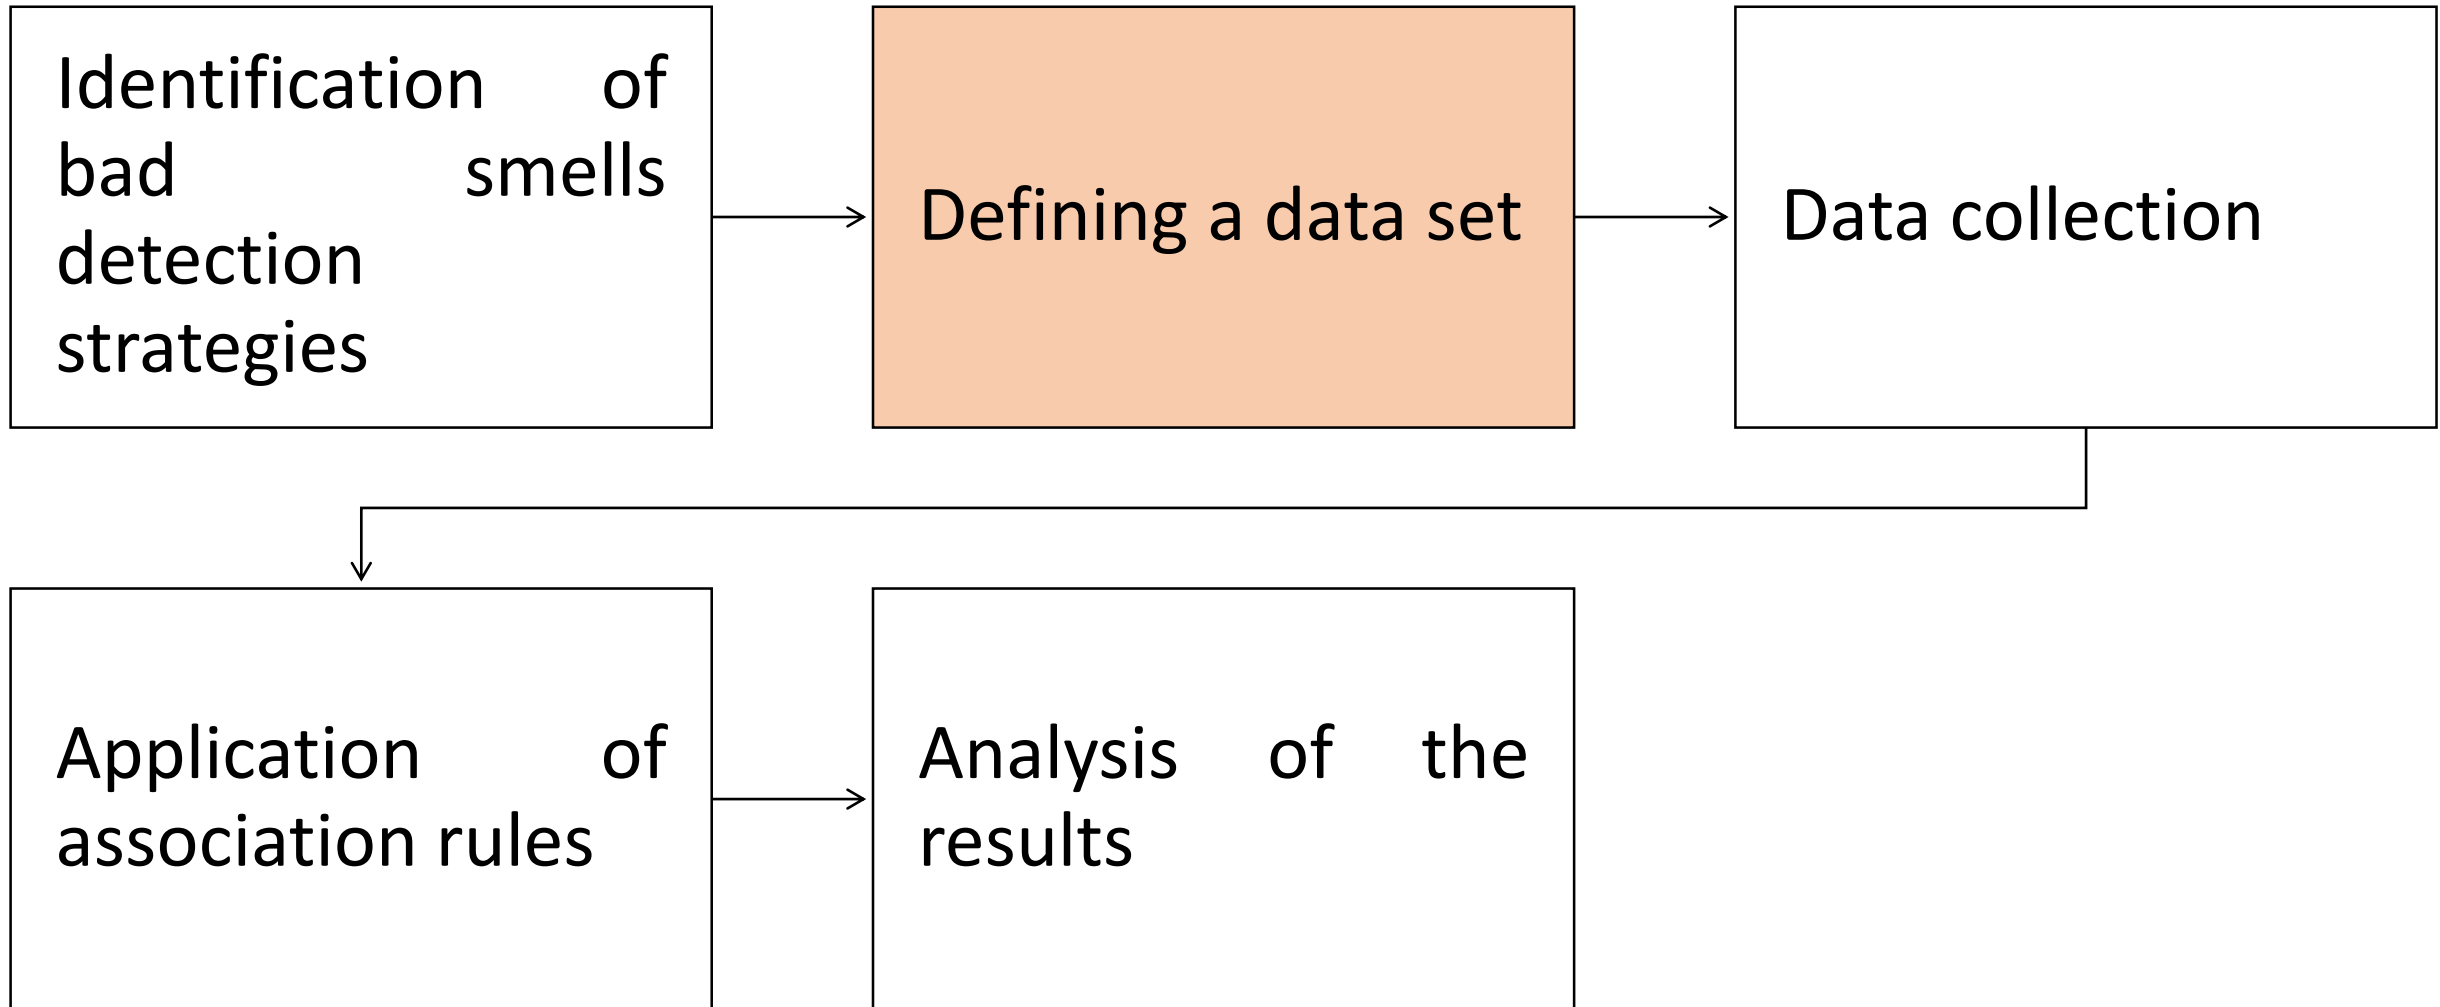 Identification of
bad smells
detection
strategies
Defining a data set
Data collection
Application of
association rules
Analysis of the
results